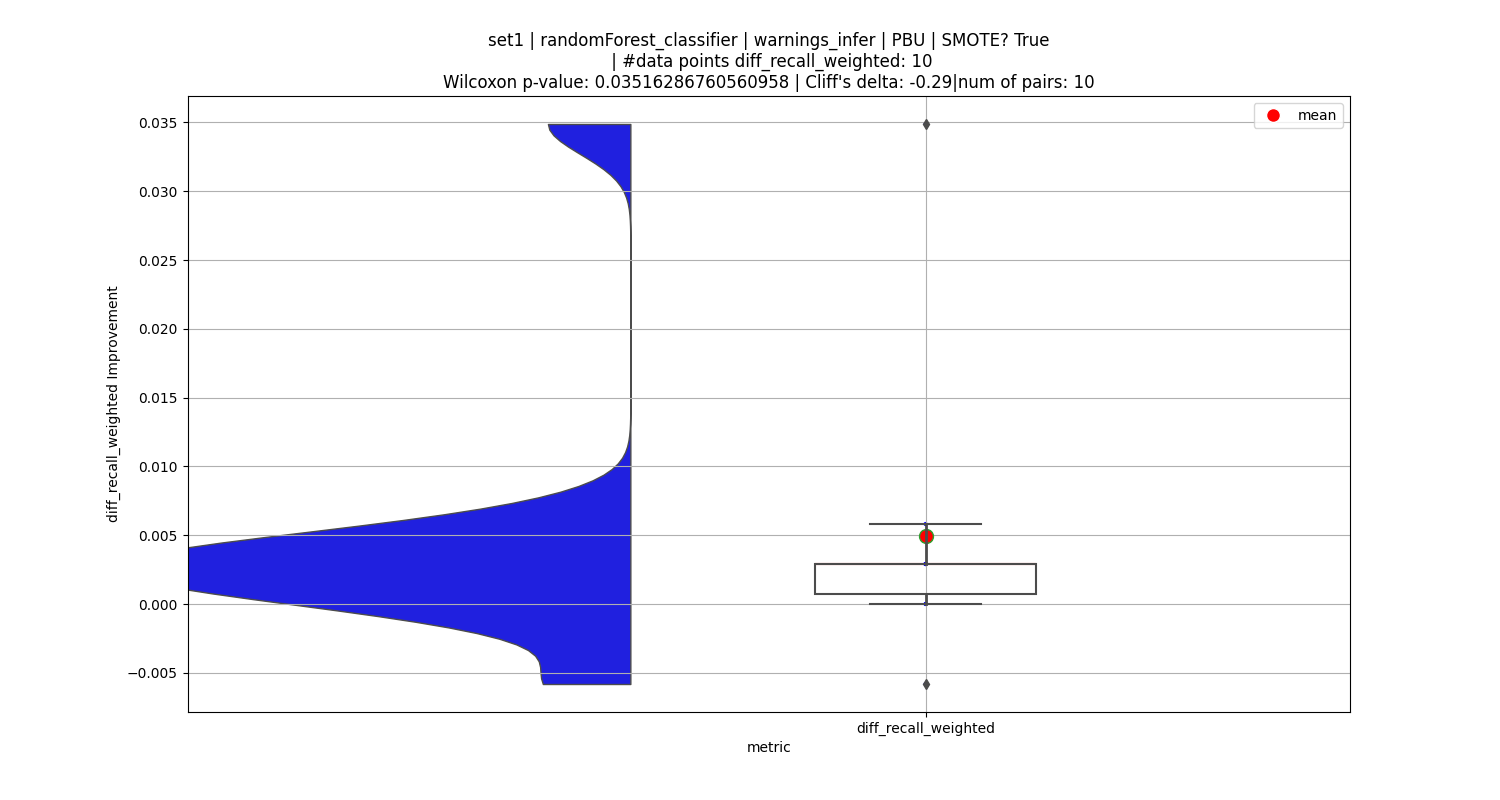 set1 | randomForest_classifier | warnings_infer | PBU | SMOTE? True
| #data points diff_recall_weighted: 10
Wilcoxon p-value: 0.03516286760560958 | Cliff's delta: -0.29|num of pairs: 10
mean
0.035
0.030
0.025
0.020
0.015
0.010
0.005
0.000
−0.005
diff_recall_weighted Improvement
diff_recall_weighted
metric